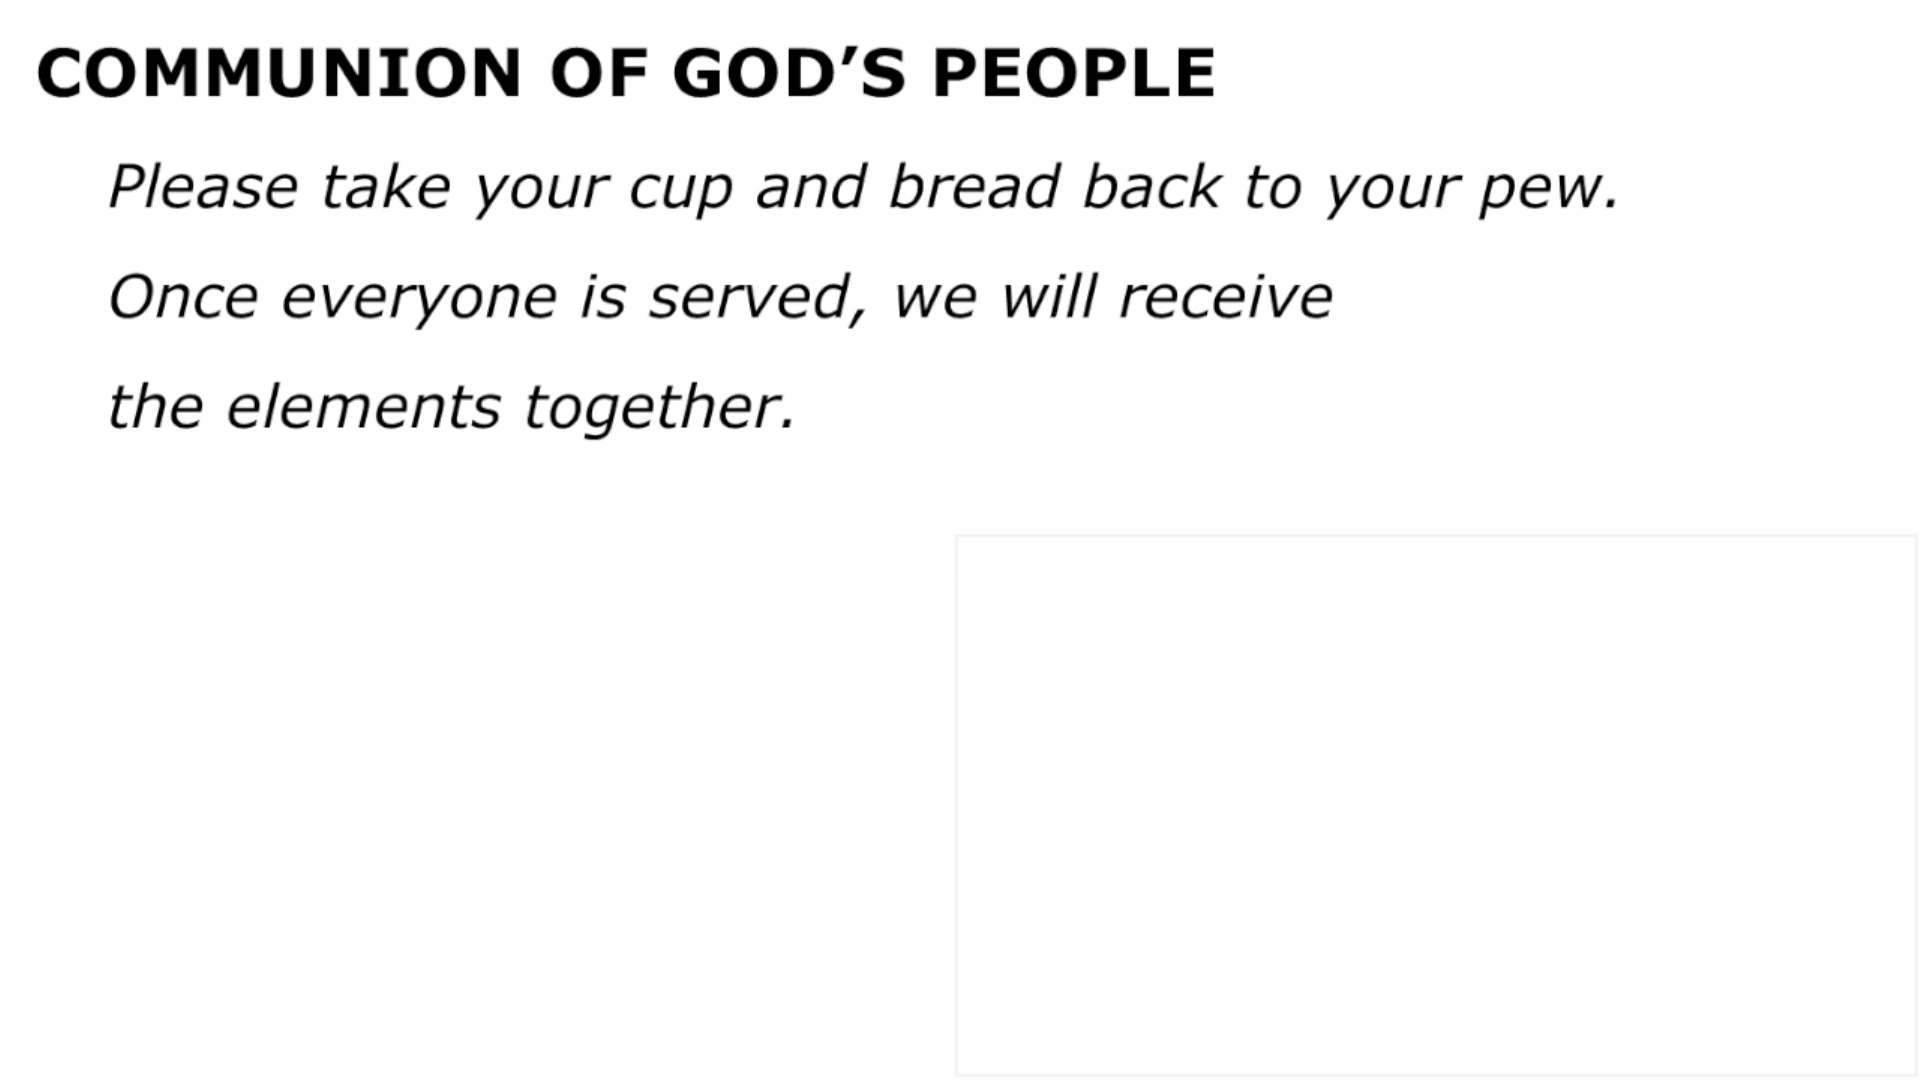 COMMUNION OF GOD’S PEOPLE
Please take your cup and bread back to your pew.
Once everyone is served, we will receive
the elements together.